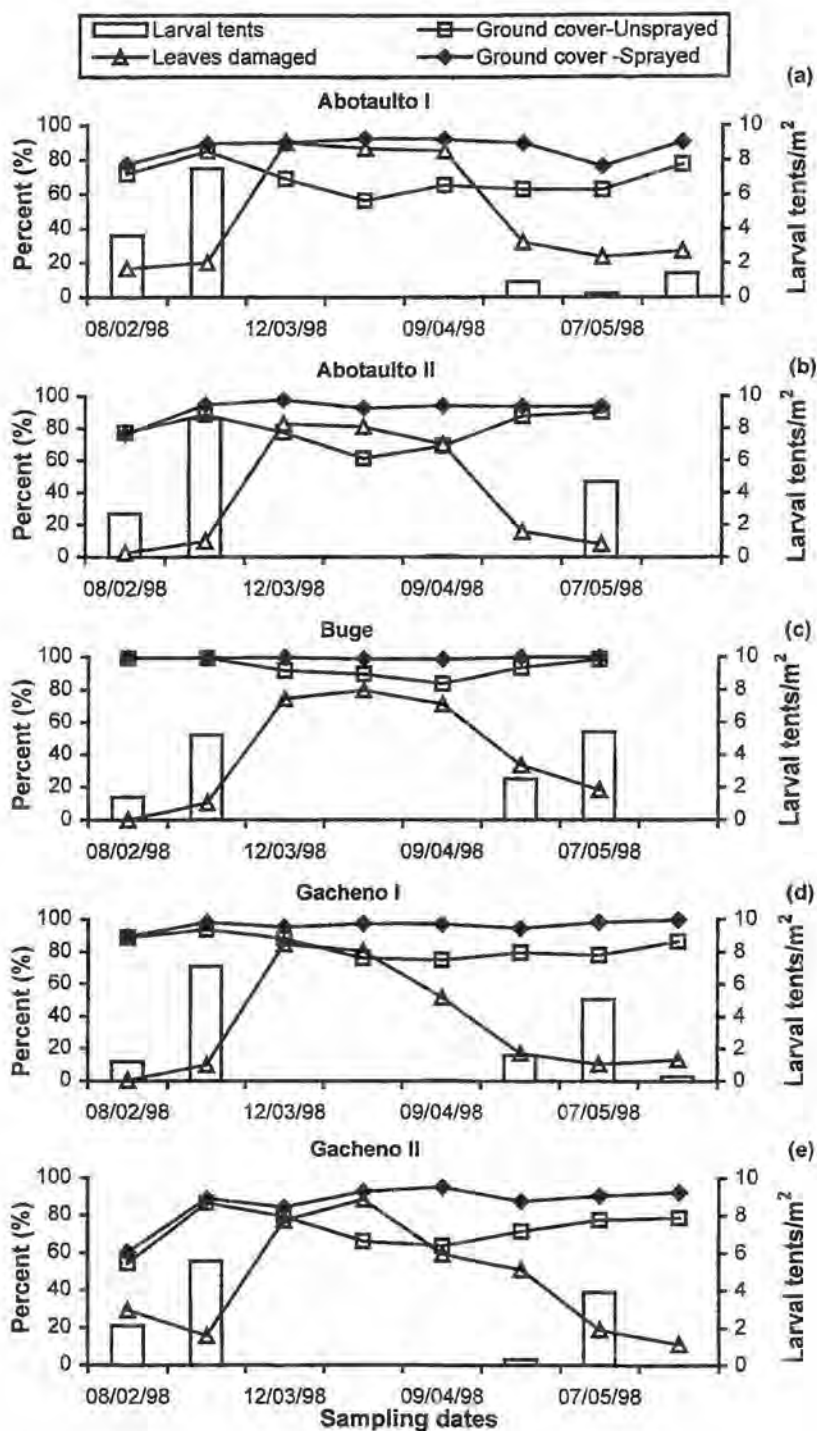 Larval tents Ground cover-Unsprayed
Leaves damaged Ground cover -Sprayed
(a)
Abotaulto I
100 10
80 8
60 6
40 4
20 2
0 0
Percent (%)
Larval tents/m²
08/02/98 12/03/98 09/04/98 07/05/98
Abotaulto II (b)
100 10
80 8
60 6
40 4
20 2
0 0
Percent (%)
Larval tents/m²
08/02/98 12/03/98 09/04/98 07/05/98
Buge (c)
100 10
80 8
60 6
40 4
20 2
0 0
Percent (%)
Larval tents/m²
08/02/98 12/03/98 09/04/98 07/05/98
Gacheno I (d)
100 10
80 8
60 6
40 4
20 2
0 0
Percent (%)
Larval tents/m²
08/02/98 12/03/98 09/04/98 07/05/98
Gacheno II (e)
100 10
80 8
60 6
40 4
20 2
0 0
Percent (%)
Larval tents/m²
08/02/98 12/03/98 09/04/98 07/05/98
Sampling dates